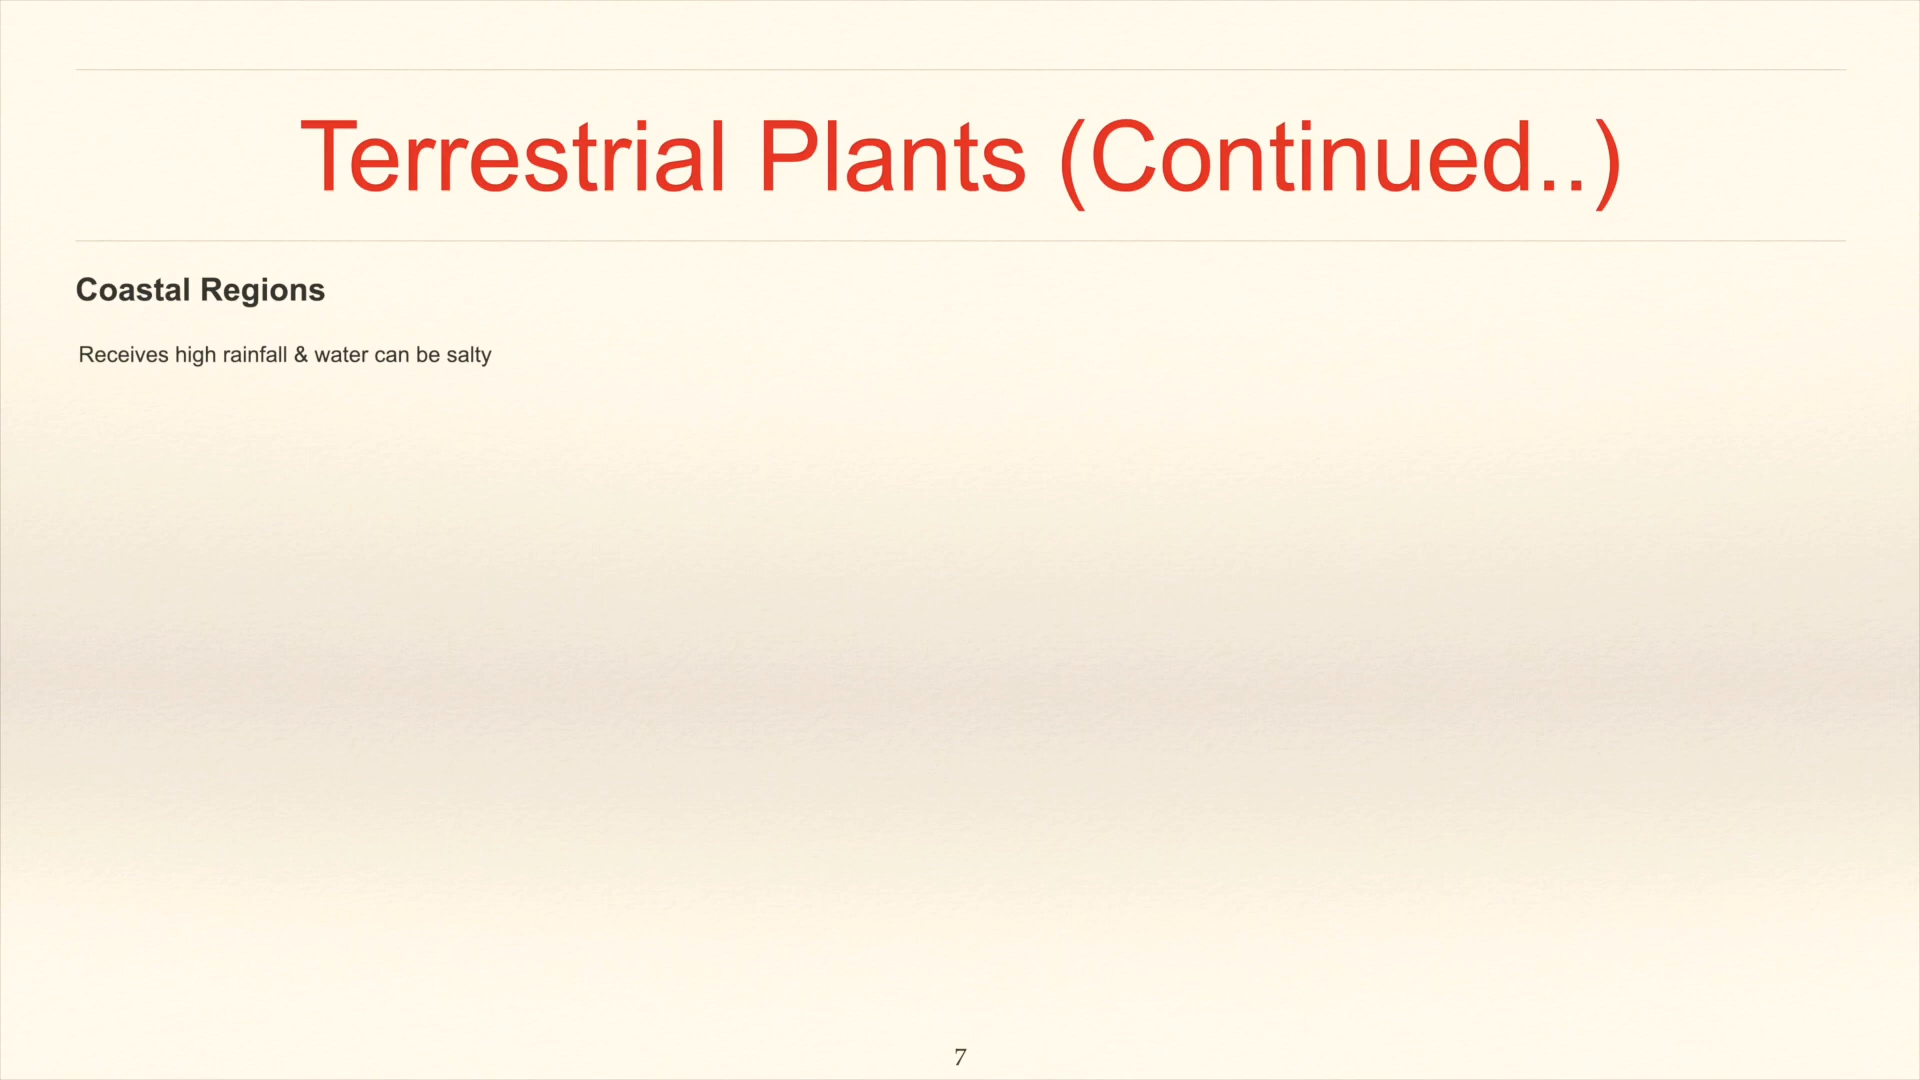 Terrestrial Plants (Continued..)
Coastal Regions
Receives high rainfall & water can be salty
7